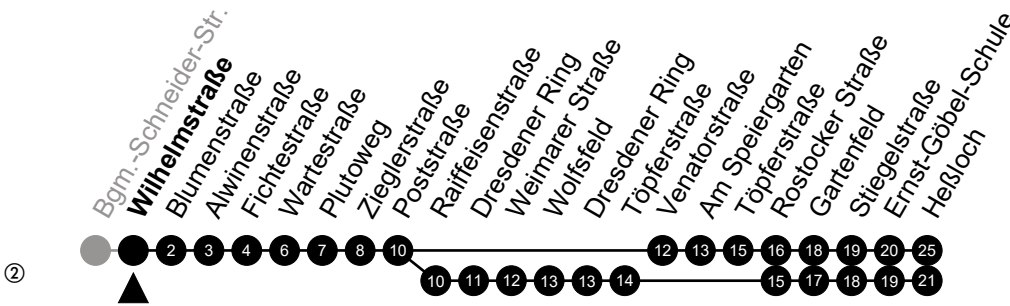 Bgm.-Schneider-Str.
Wilhelmstraße
Blumenstraße
Alwinenstraße
Fichtestraße
Wartestraße
Plutoweg
Zieglerstraße
Poststraße
Raiffeisenstraße
Dresdener Ring
Weimarer Straße
Wolfsfeld
Dresdener Ring
Töpferstraße
Venatorstraße
Am Speiergarten
Töpferstraße
Rostocker Straße
Gartenfeld
Stiegelstraße
Ernst-Göbel-Schule
Heßloch
2 3 4 6 7 8 10 12 13 15 16 18 19 20 25
② 10 11 12 13 13 14 15 17 18 19 21